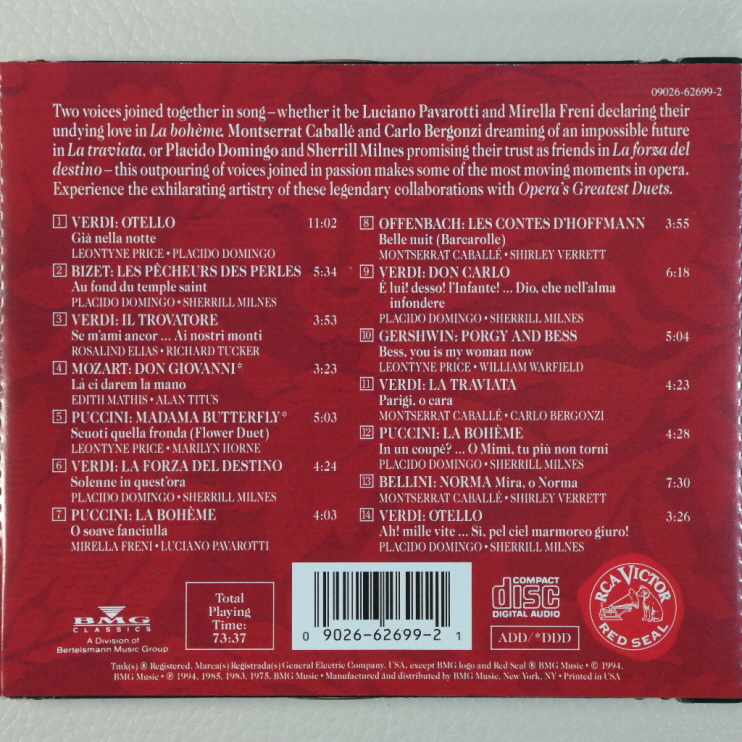 09026-62699-2
Two voices joined together in song—whether it be Luciano Pavarotti and Mirella Freni declaring their
undying love in La bohème, Montserrat Caballé and Carlo Bergonzi dreaming of an impossible future
in La traviata, or Placido Domingo and Sherrill Milnes promising their trust as friends in La forza del
destino—this outpouring of voices joined in passion makes some of the most moving moments in opera.
Experience the exhilarating artistry of these legendary collaborations with Opera's Greatest Duets.
1 VERDI: OTELLO 11:02
Già nella notte
LEONTYNE PRICE • PLACIDO DOMINGO
2 BIZET: LES PÊCHEURS DES PERLES 5:34
Au fond du temple saint
PLACIDO DOMINGO • SHERRILL MILNES
3 VERDI: IL TROVATORE 3:53
Se m'ami ancor ... Ai nostri monti
ROSALIND ELIAS • RICHARD TUCKER
4 MOZART: DON GIOVANNI* 3:23
Là ci darem la mano
EDITH MATHIS • ALAN TITUS
5 PUCCINI: MADAMA BUTTERFLY* 5:03
Scuoti quella fronda (Flower Duet)
LEONTYNE PRICE • MARILYN HORNE
6 VERDI: LA FORZA DEL DESTINO 4:24
Solenne in quest'ora
PLACIDO DOMINGO • SHERRILL MILNES
7 PUCCINI: LA BOHÈME 4:03
O soave fanciulla
MIRELLA FRENI • LUCIANO PAVAROTTI
8 OFFENBACH: LES CONTES D'HOFFMANN 3:55
Belle nuit (Barcarolle)
MONTSERRAT CABALLÉ • SHIRLEY VERRETT
9 VERDI: DON CARLO 6:18
È lui! desso! l'Infante! ... Dio, che nell'alma
infondere
PLACIDO DOMINGO • SHERRILL MILNES
10 GERSHWIN: PORGY AND BESS 5:04
Bess, you is my woman now
LEONTYNE PRICE • WILLIAM WARFIELD
11 VERDI: LA TRAVIATA 4:23
Parigi, o cara
MONTSERRAT CABALLÉ • CARLO BERGONZI
12 PUCCINI: LA BOHÈME 4:28
In un coupé? ... O Mimì, tu più non torni
PLACIDO DOMINGO • SHERRILL MILNES
13 BELLINI: NORMA Mira, o Norma 7:30
MONTSERRAT CABALLÉ • SHIRLEY VERRETT
14 VERDI: OTELLO 3:26
Ah! mille vite ... Sì, pel ciel marmoreo giuro!
PLACIDO DOMINGO • SHERRILL MILNES
BMG
CLASSICS
A Division of
Bertelsmann Music Group
Total
Playing
Time:
73:37
0 9026-62699-2 1
COMPACT
disc
DIGITAL AUDIO
ADD/*DDD
RCA VICTOR
RED SEAL
Tmk(s) ® Registered. Marca(s) Registrada(s) General Electric Company, USA, except BMG logo and Red Seal ® BMG Music • © 1994,
BMG Music • ℗ 1994, 1985, 1983, 1975, BMG Music • Manufactured and distributed by BMG Music, New York, NY • Printed in USA